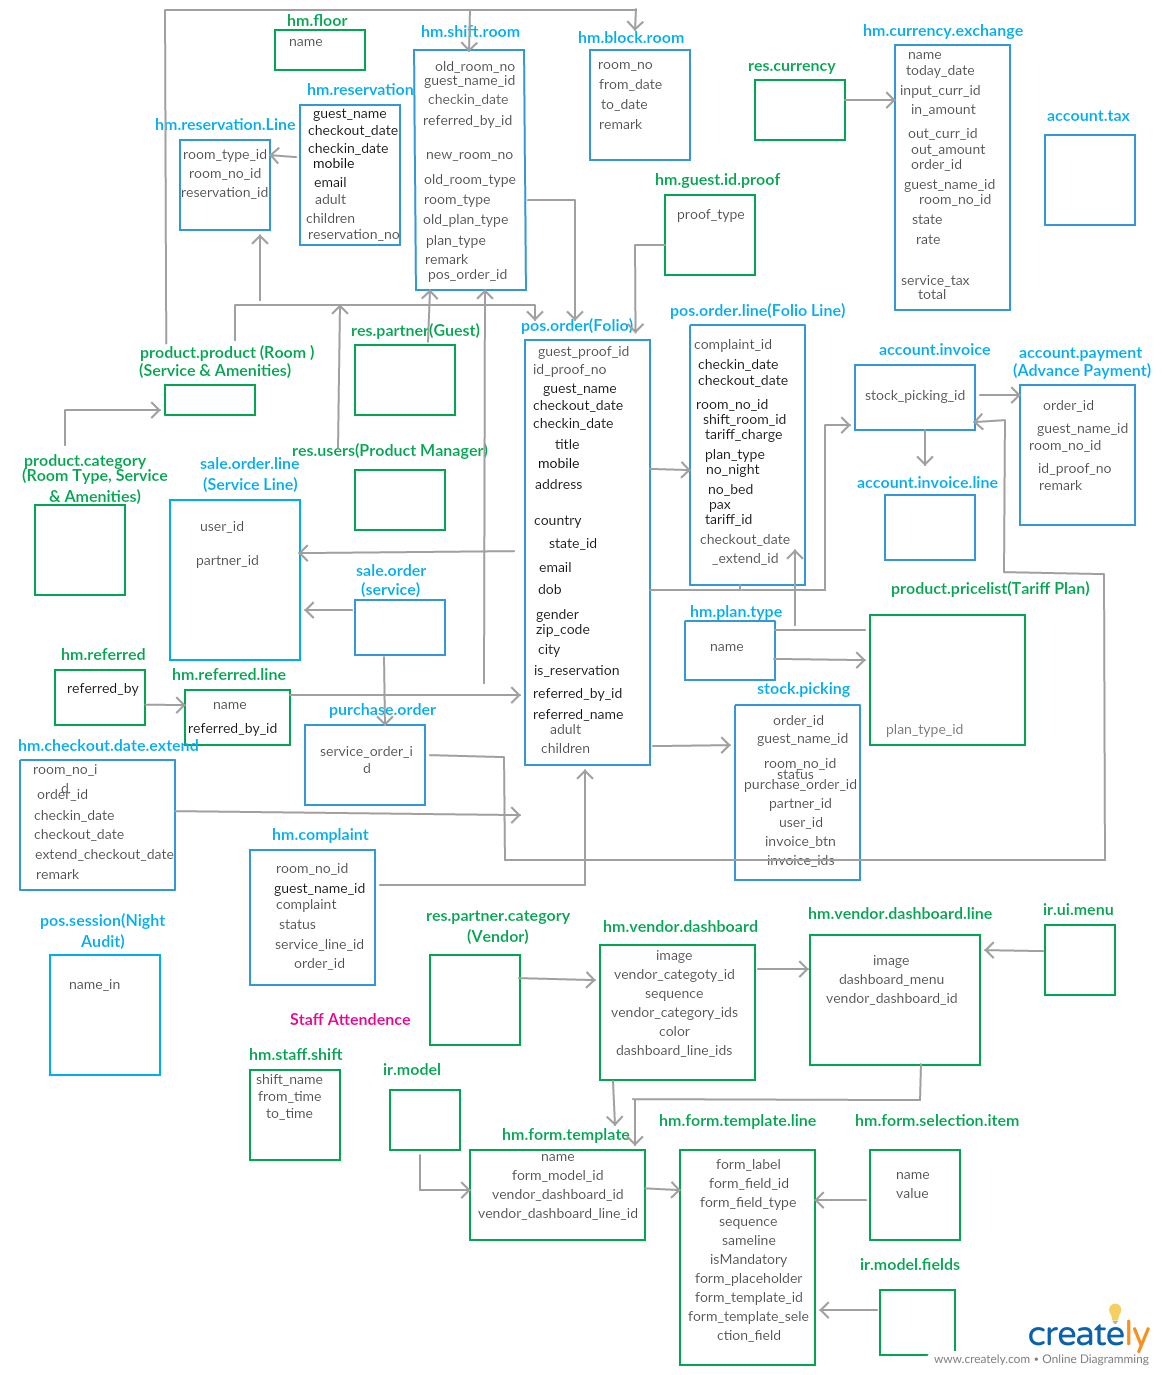 hm.floor
name
hm.shift.room
old_room_no
guest_name_id
checkin_date
referred_by_id
new_room_no
old_room_type
room_type
old_plan_type
plan_type
remark
pos_order_id
hm.block.room
room_no
from_date
to_date
remark
res.currency
hm.currency.exchange
name
today_date
input_curr_id
in_amount
out_curr_id
out_amount
order_id
guest_name_id
room_no_id
state
rate
service_tax
total
account.tax
hm.reservation
guest_name
checkout_date
checkin_date
mobile
email
adult
children
reservation_no
hm.reservation.Line
room_type_id
room_no_id
reservation_id
hm.guest.id.proof
proof_type
product.product (Room )
(Service & Amenities)
res.partner(Guest)
pos.order(Folio)
guest_proof_id
id_proof_no
guest_name
checkout_date
checkin_date
title
mobile
address
country
state_id
email
dob
gender
zip_code
city
is_reservation
referred_by_id
referred_name
adult
children
pos.order.line(Folio Line)
complaint_id
checkin_date
checkout_date
room_no_id
shift_room_id
tariff_charge
plan_type
no_night
no_bed
pax
tariff_id
checkout_date
_extend_id
account.invoice
stock_picking_id
account.payment
(Advance Payment)
order_id
guest_name_id
room_no_id
id_proof_no
remark
account.invoice.line
product.category
(Room Type, Service
& Amenities)
sale.order.line
(Service Line)
user_id
partner_id
res.users(Product Manager)
sale.order
(service)
product.pricelist(Tariff Plan)
plan_type_id
hm.plan.type
name
hm.referred
referred_by
hm.referred.line
name
referred_by_id
purchase.order
service_order_i
d
stock.picking
order_id
guest_name_id
room_no_id
status
purchase_order_id
partner_id
user_id
invoice_btn
invoice_ids
hm.checkout.date.extend
room_no_i
d
order_id
checkin_date
checkout_date
extend_checkout_date
remark
hm.complaint
room_no_id
guest_name_id
complaint
status
service_line_id
order_id
pos.session(Night
Audit)
name_in
res.partner.category
(Vendor)
hm.vendor.dashboard
image
vendor_categoty_id
sequence
vendor_category_ids
color
dashboard_line_ids
hm.vendor.dashboard.line
image
dashboard_menu
vendor_dashboard_id
ir.ui.menu
Staff Attendence
hm.staff.shift
shift_name
from_time
to_time
ir.model
hm.form.template
name
form_model_id
vendor_dashboard_id
vendor_dashboard_line_id
hm.form.template.line
form_label
form_field_id
form_field_type
sequence
sameline
isMandatory
form_placeholder
form_template_id
form_template_sele
ction_field
hm.form.selection.item
name
value
ir.model.fields
creately
www.creately.com • Online Diagramming